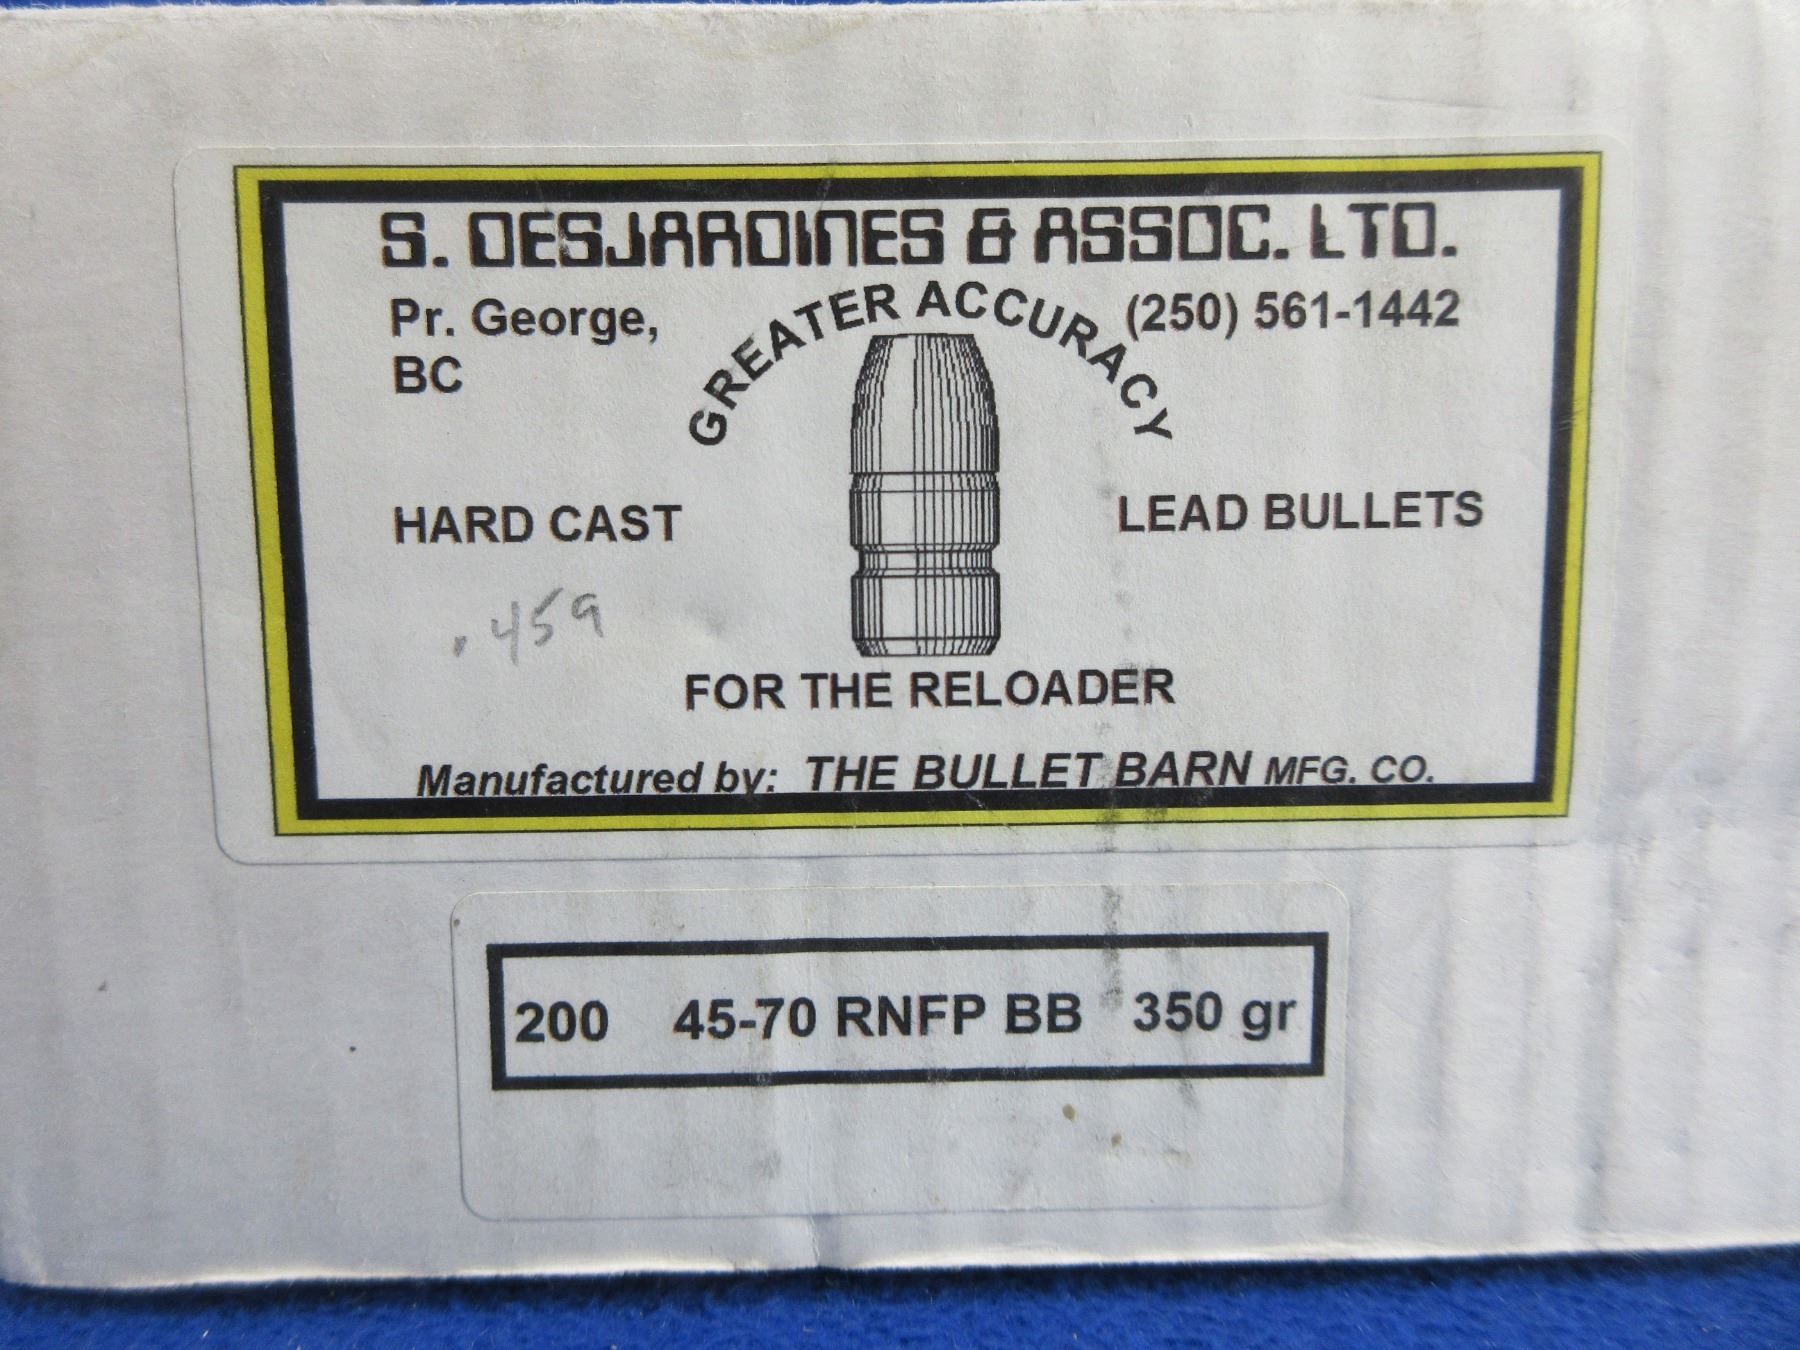 S. DESJARDINES & ASSOC. LTD.
Pr. George,
BC
GREATER ACCURACY
(250) 561-1442
HARD CAST
LEAD BULLETS
.459
FOR THE RELOADER
Manufactured by: THE BULLET BARN MFG. CO.
200 45-70 RNFP BB 350 gr